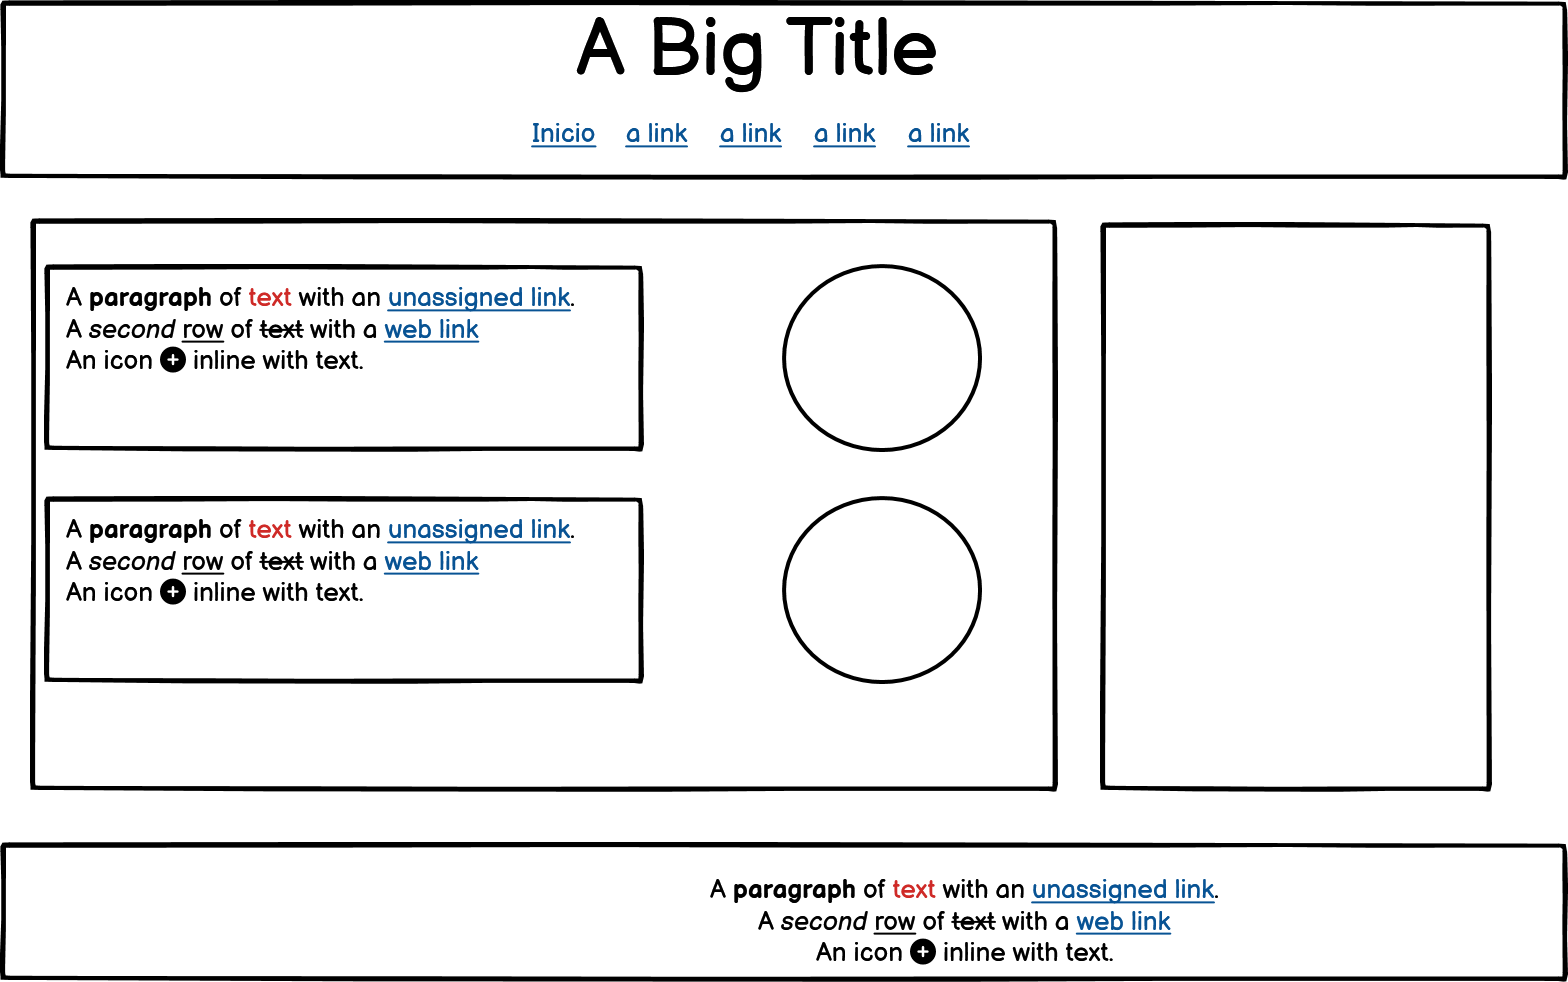 A Big Title
Inicio a link a link a link a link
A paragraph of text with an unassigned link.
A second row of text with a web link
An icon + inline with text.
A paragraph of text with an unassigned link.
A second row of text with a web link
An icon + inline with text.
A paragraph of text with an unassigned link.
A second row of text with a web link
An icon + inline with text.